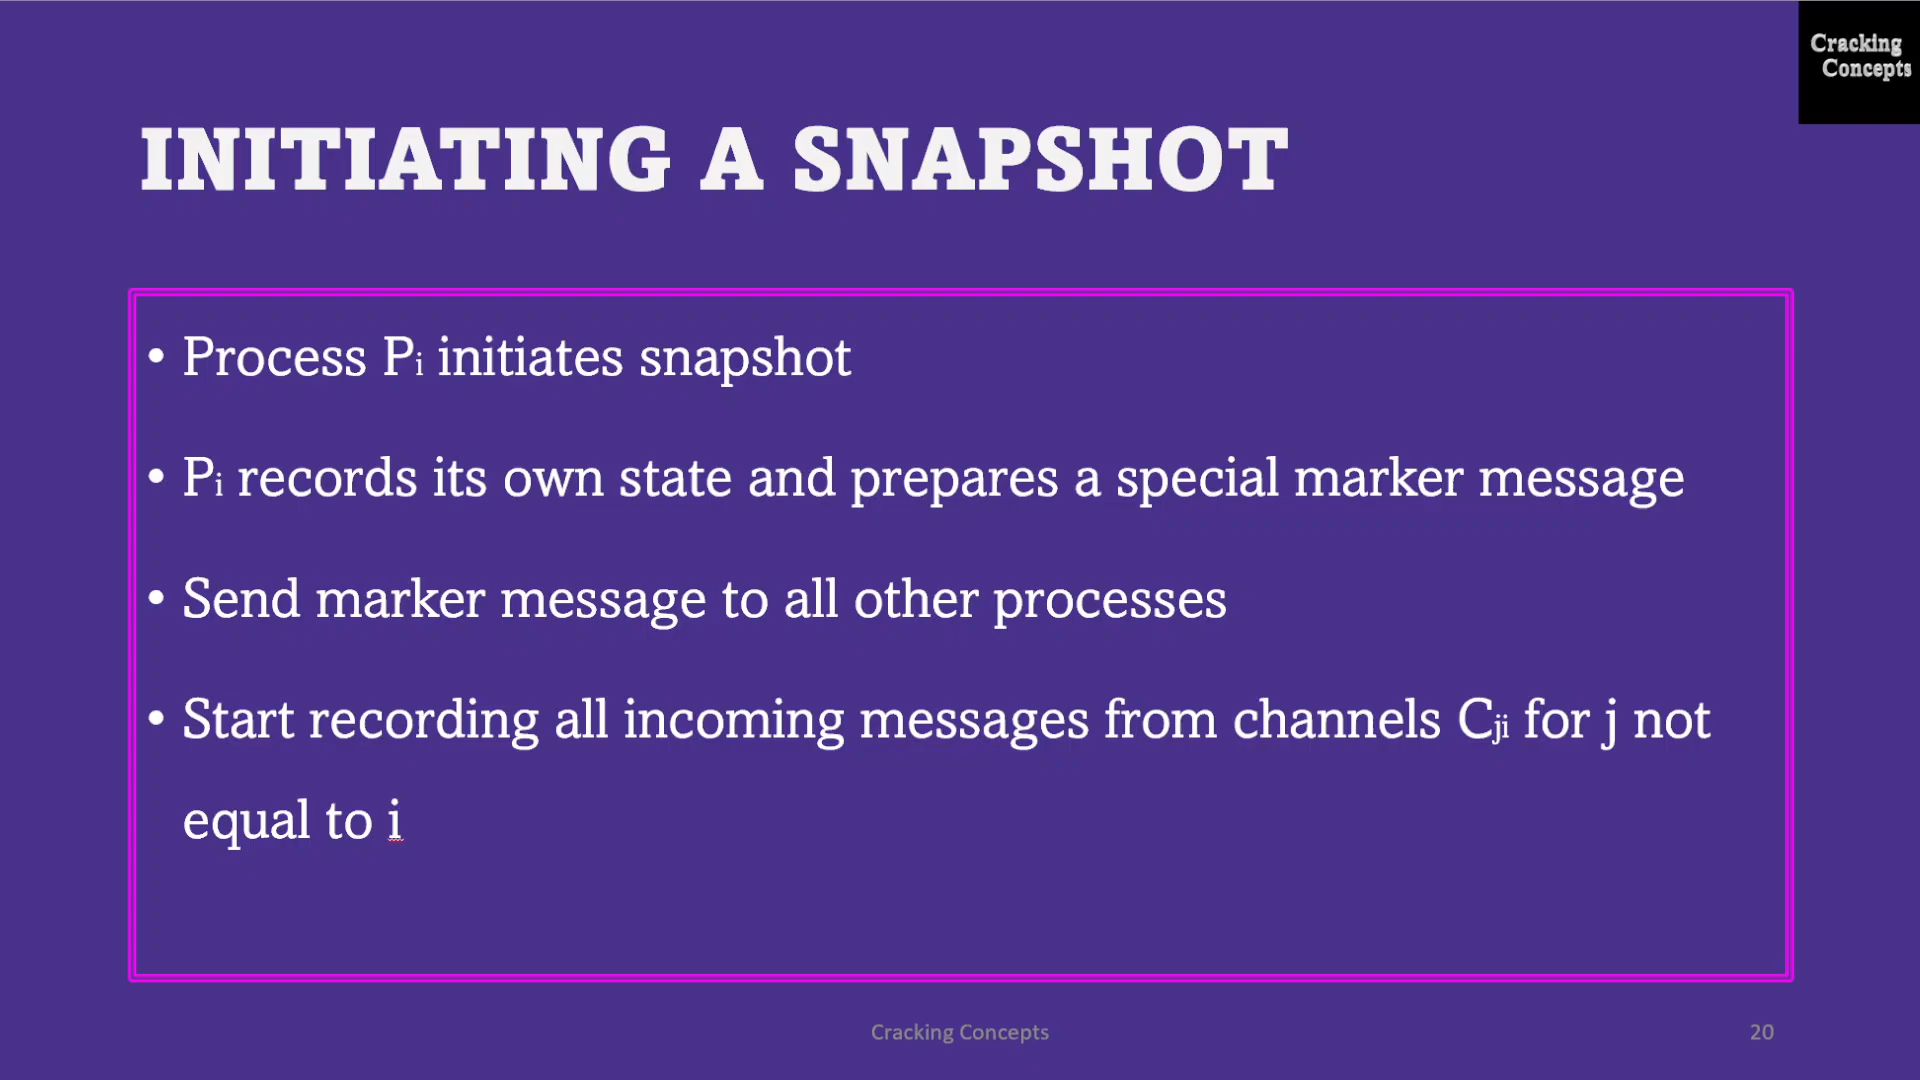 Cracking
Concepts
INITIATING A SNAPSHOT
• Process Pi initiates snapshot
• Pi records its own state and prepares a special marker message
• Send marker message to all other processes
• Start recording all incoming messages from channels Cji for j not
equal to i
Cracking Concepts
20